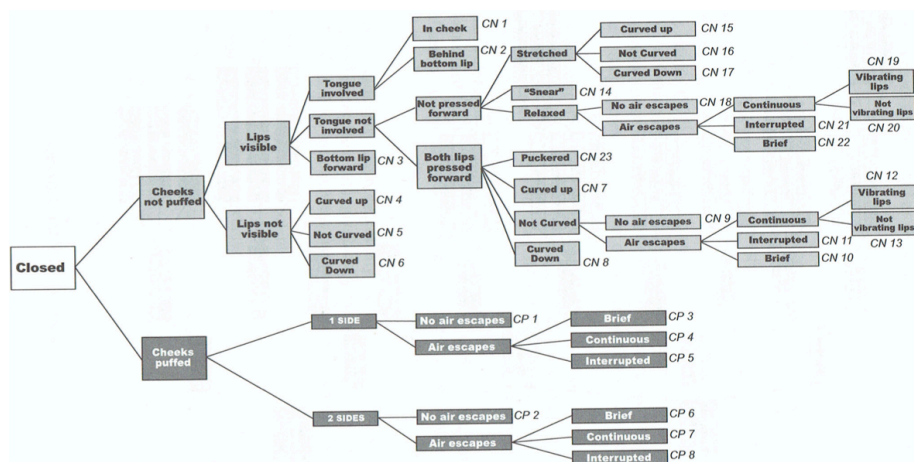 In cheek CN 1
Behind
bottom lip CN 2
Tongue
involved
Lips
visible
Tongue not
involved
Bottom lip
forward CN 3
Not pressed
forward
Stretched
Curved up CN 15
Not Curved CN 16
Curved Down CN 17
"Snear" CN 14
Relaxed
No air escapes CN 18
Air escapes
Continuous
CN 19
Vibrating
lips
Not
vibrating lips
CN 20
Interrupted CN 21
Brief CN 22
Both lips
pressed
forward
Puckered CN 23
Curved up CN 7
Not Curved
No air escapes CN 9
Air escapes
Continuous
CN 12
Vibrating
lips
Not
vibrating lips
CN 13
Interrupted CN 11
Brief CN 10
Curved
Down CN 8
Cheeks
not puffed
Lips not
visible
Curved up CN 4
Not Curved CN 5
Curved
Down CN 6
Closed
Cheeks
puffed
1 SIDE
No air escapes CP 1
Air escapes
Brief CP 3
Continuous CP 4
Interrupted CP 5
2 SIDES
No air escapes CP 2
Air escapes
Brief CP 6
Continuous CP 7
Interrupted CP 8